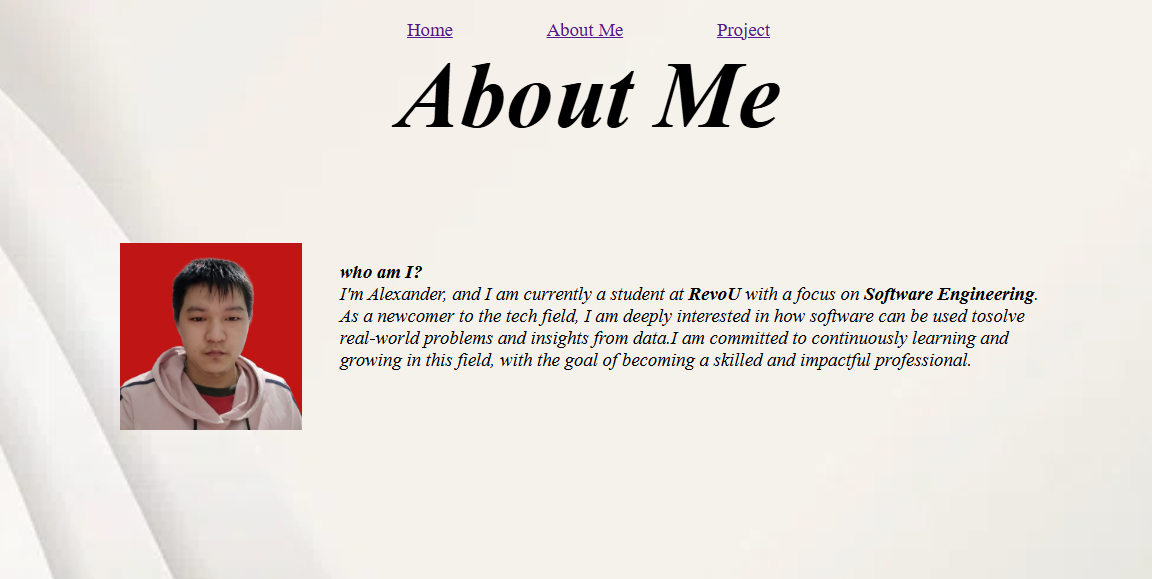 Home About Me Project
About Me
who am I?
I'm Alexander, and I am currently a student at RevoU with a focus on Software Engineering.
As a newcomer to the tech field, I am deeply interested in how software can be used tosolve
real-world problems and insights from data.I am committed to continuously learning and
growing in this field, with the goal of becoming a skilled and impactful professional.